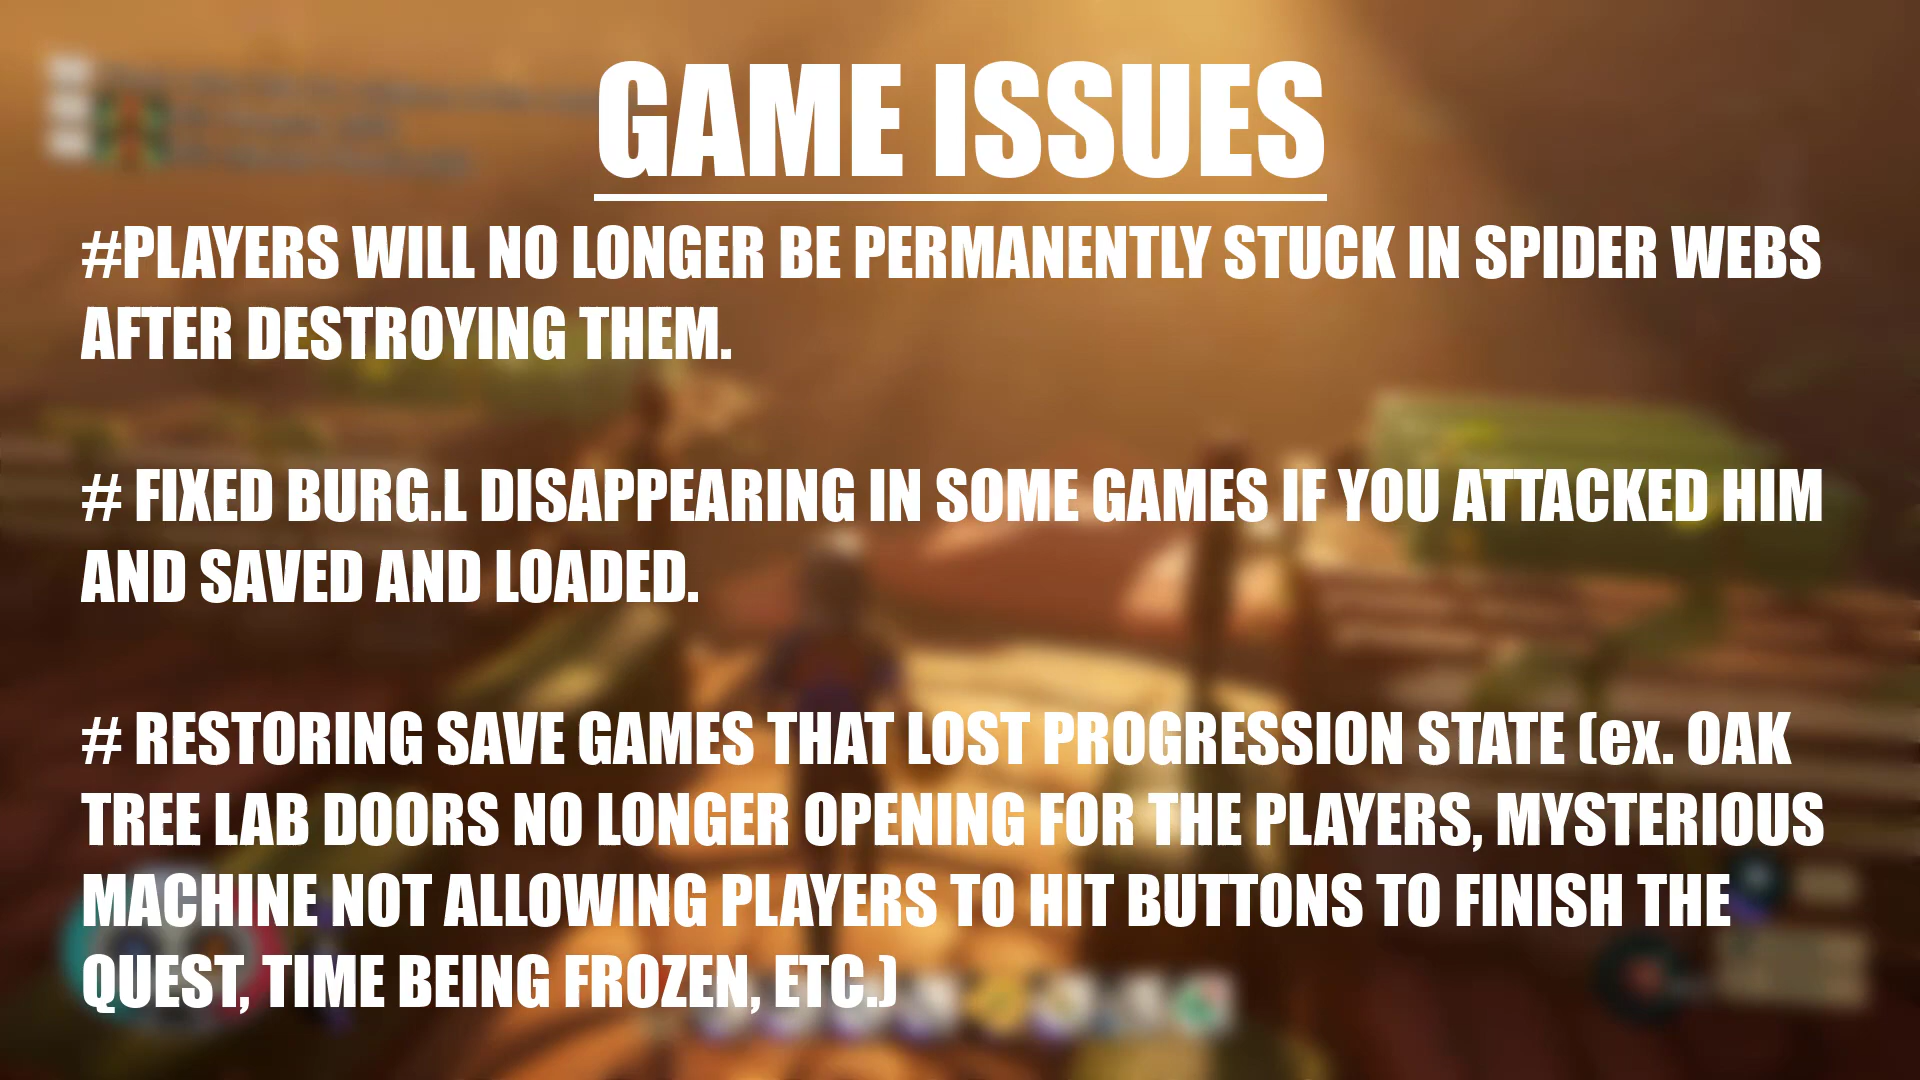 GAME ISSUES
#PLAYERS WILL NO LONGER BE PERMANENTLY STUCK IN SPIDER WEBS
AFTER DESTROYING THEM.
# FIXED BURG.L DISAPPEARING IN SOME GAMES IF YOU ATTACKED HIM
AND SAVED AND LOADED.
# RESTORING SAVE GAMES THAT LOST PROGRESSION STATE (ex. OAK
TREE LAB DOORS NO LONGER OPENING FOR THE PLAYERS, MYSTERIOUS
MACHINE NOT ALLOWING PLAYERS TO HIT BUTTONS TO FINISH THE
QUEST, TIME BEING FROZEN, ETC.)